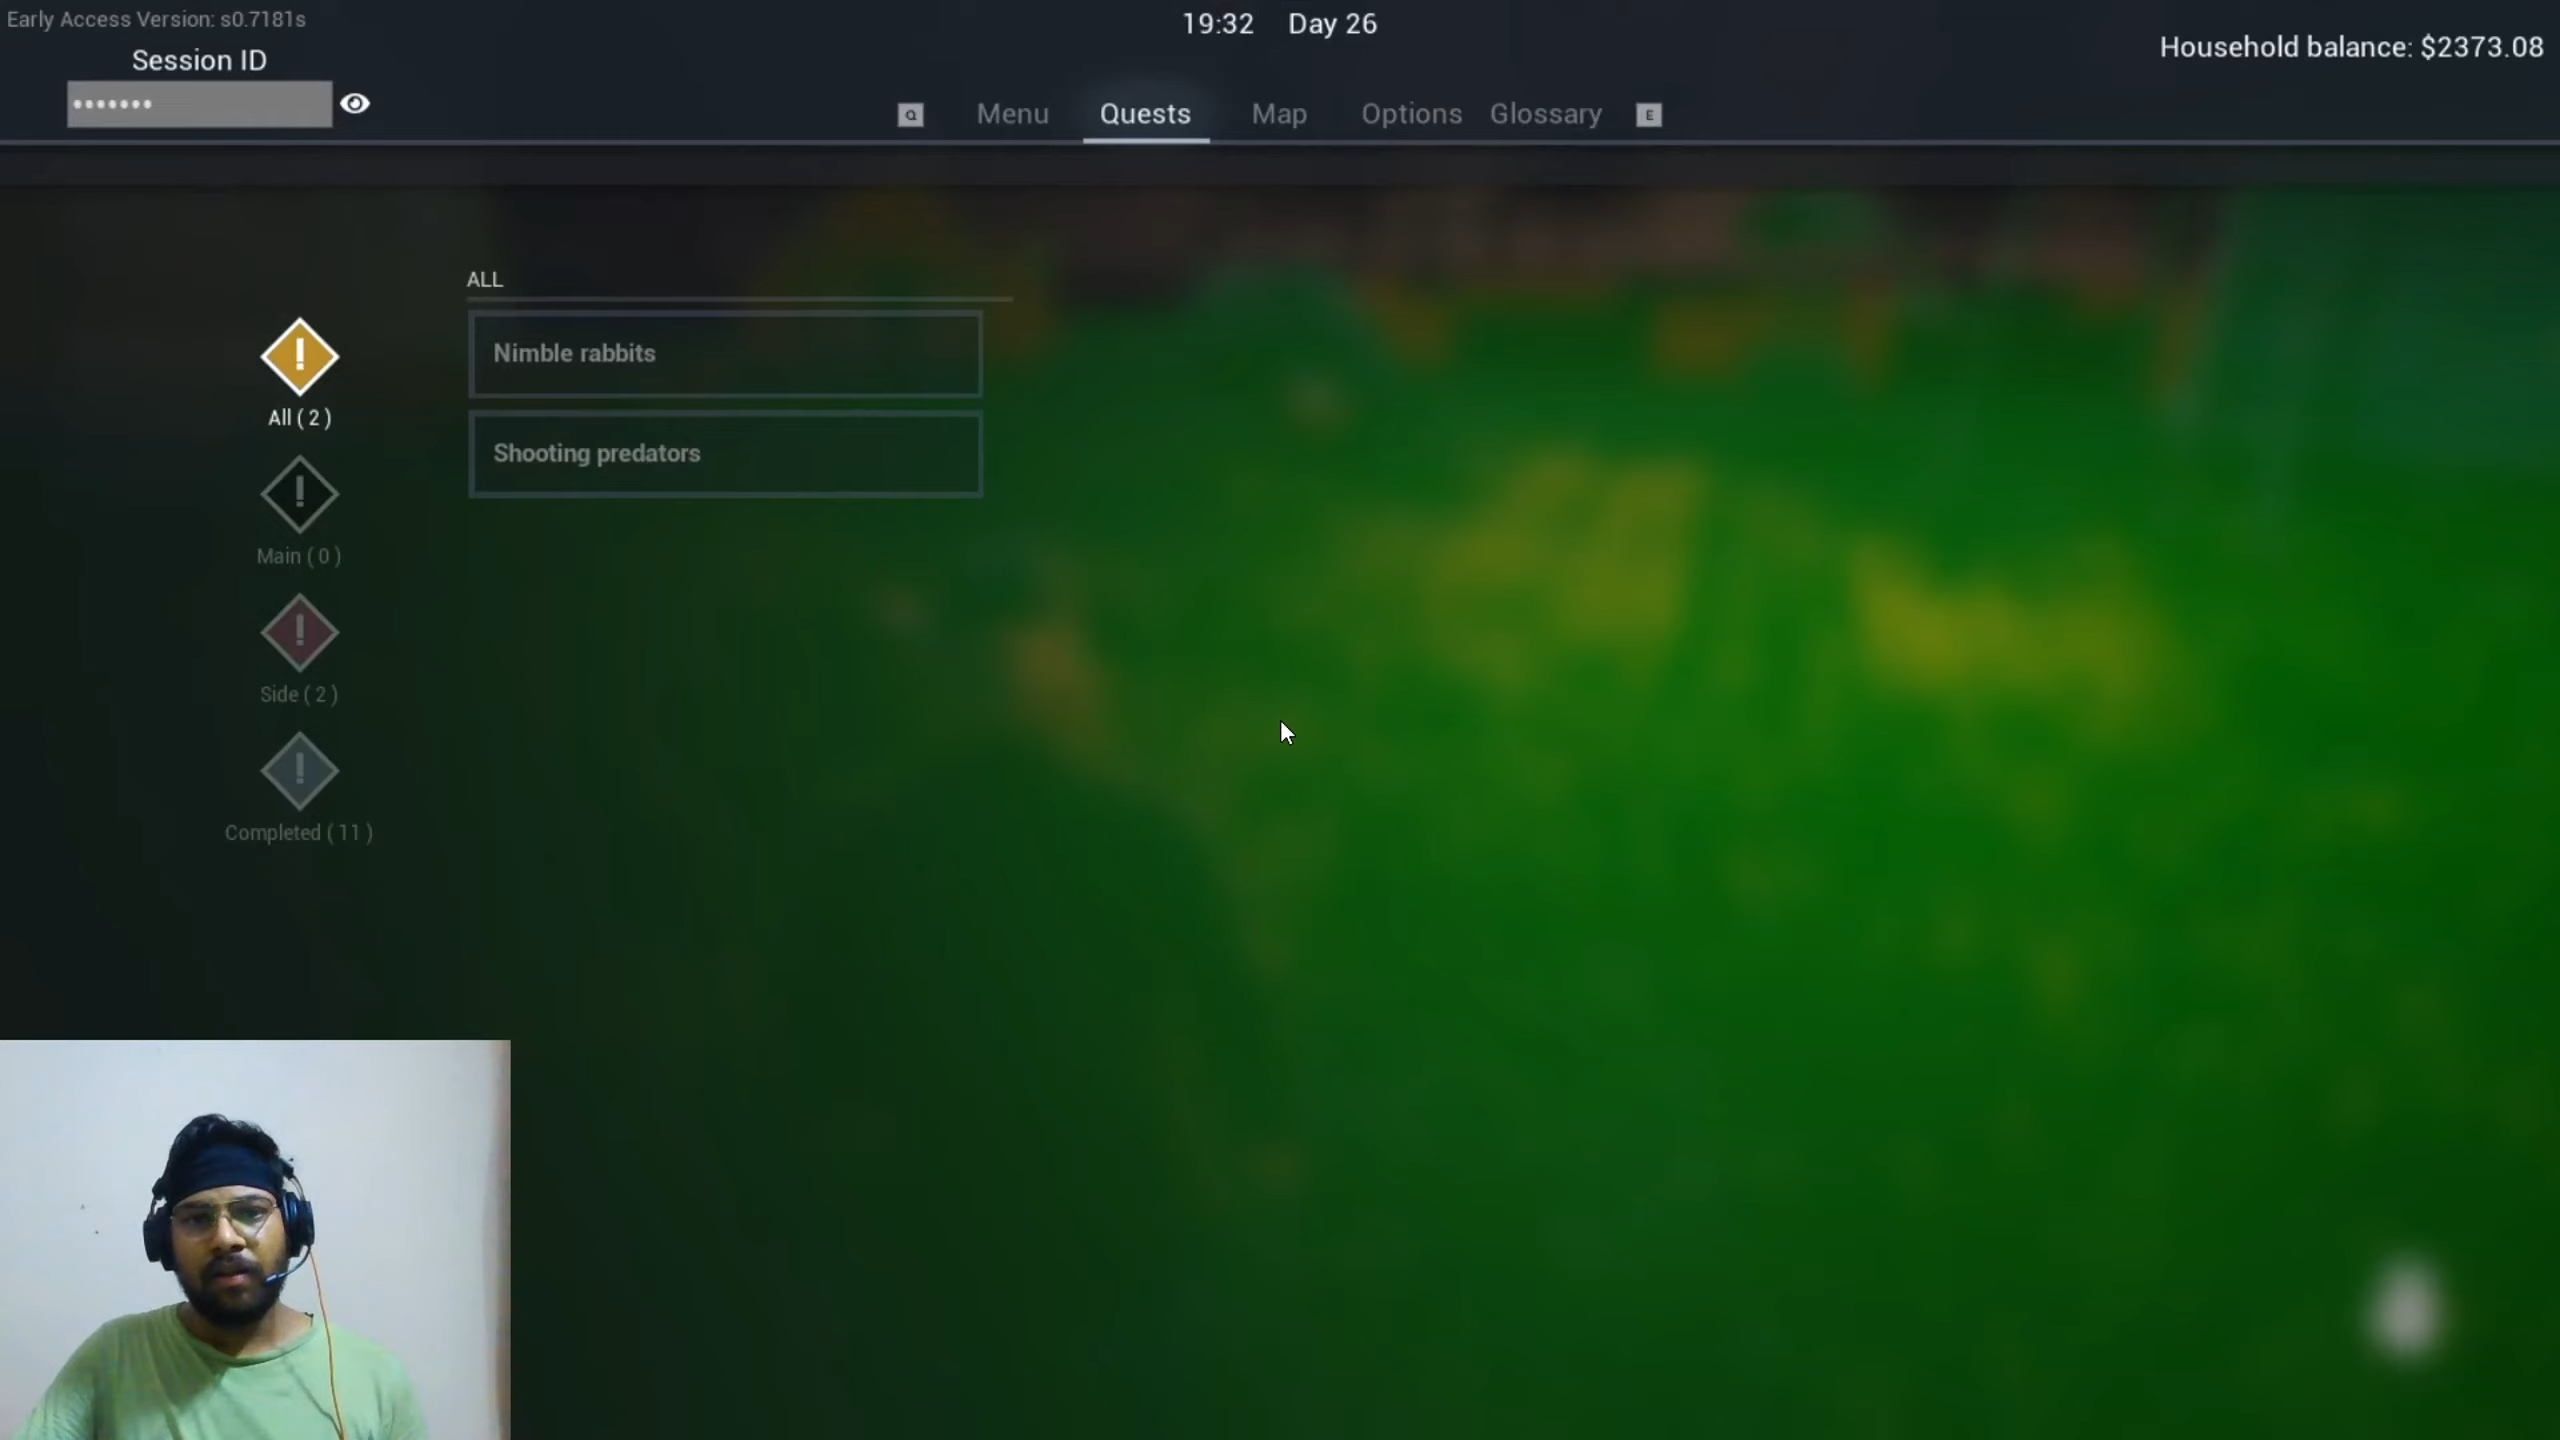 Early Access Version: s0.7181s
19:32 Day 26
Household balance: $2373.08
Session ID
•••••••
Q Menu Quests Map Options Glossary E
ALL
Nimble rabbits
Shooting predators
All ( 2 )
Main ( 0 )
Side ( 2 )
Completed ( 11 )